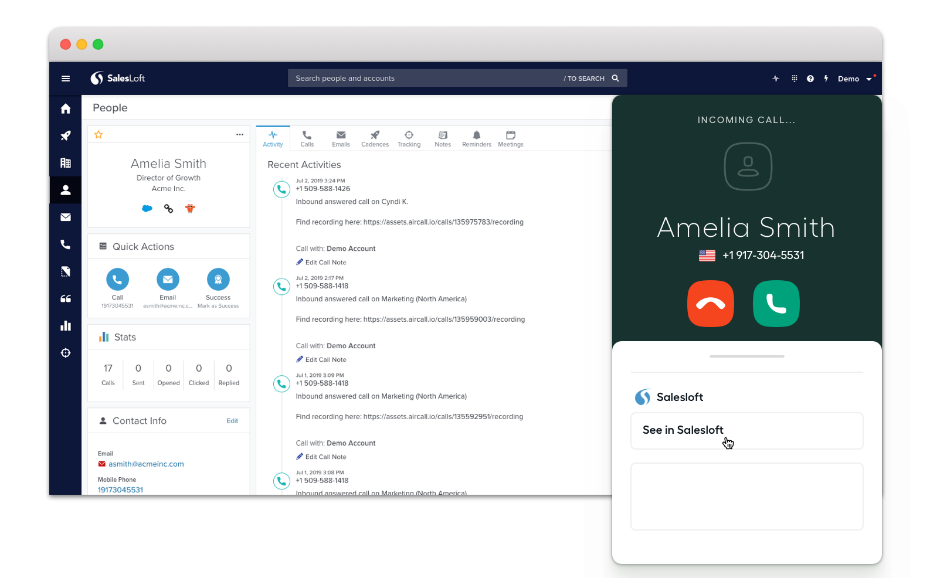 SalesLoft
Search people and accounts
/ TO SEARCH
Demo
People
Amelia Smith
Director of Growth
Acme Inc.
Quick Actions
Call
19173045531
Email
asmith@acmeinc.c...
Success
Mark as Success
Stats
17
0
0
0
0
Calls
Sent
Opened
Clicked
Replied
Contact Info
Edit
Email
asmith@acmeinc.com
Mobile Phone
19173045531
Activity
Calls
Emails
Cadences
Tracking
Notes
Reminders
Meetings
Recent Activities
Jul 2, 2019 3:24 PM
+1 509-588-1426
Inbound answered call on Cyndi K.
Find recording here: https://assets.aircall.io/calls/135975783/recording
Call with: Demo Account
Edit Call Note
Jul 2, 2019 2:17 PM
+1 509-588-1418
Inbound answered call on Marketing (North America)
Find recording here: https://assets.aircall.io/calls/135959003/recording
Call with: Demo Account
Edit Call Note
Jul 1, 2019 3:09 PM
+1 509-588-1418
Inbound answered call on Marketing (North America)
Find recording here: https://assets.aircall.io/calls/135592951/recording
Call with: Demo Account
Edit Call Note
Jul 1, 2019 3:08 PM
+1 509-588-1418
Inbound answered call on Marketing (North America)
INCOMING CALL...
Amelia Smith
+1 917-304-5531
Salesloft
See in Salesloft